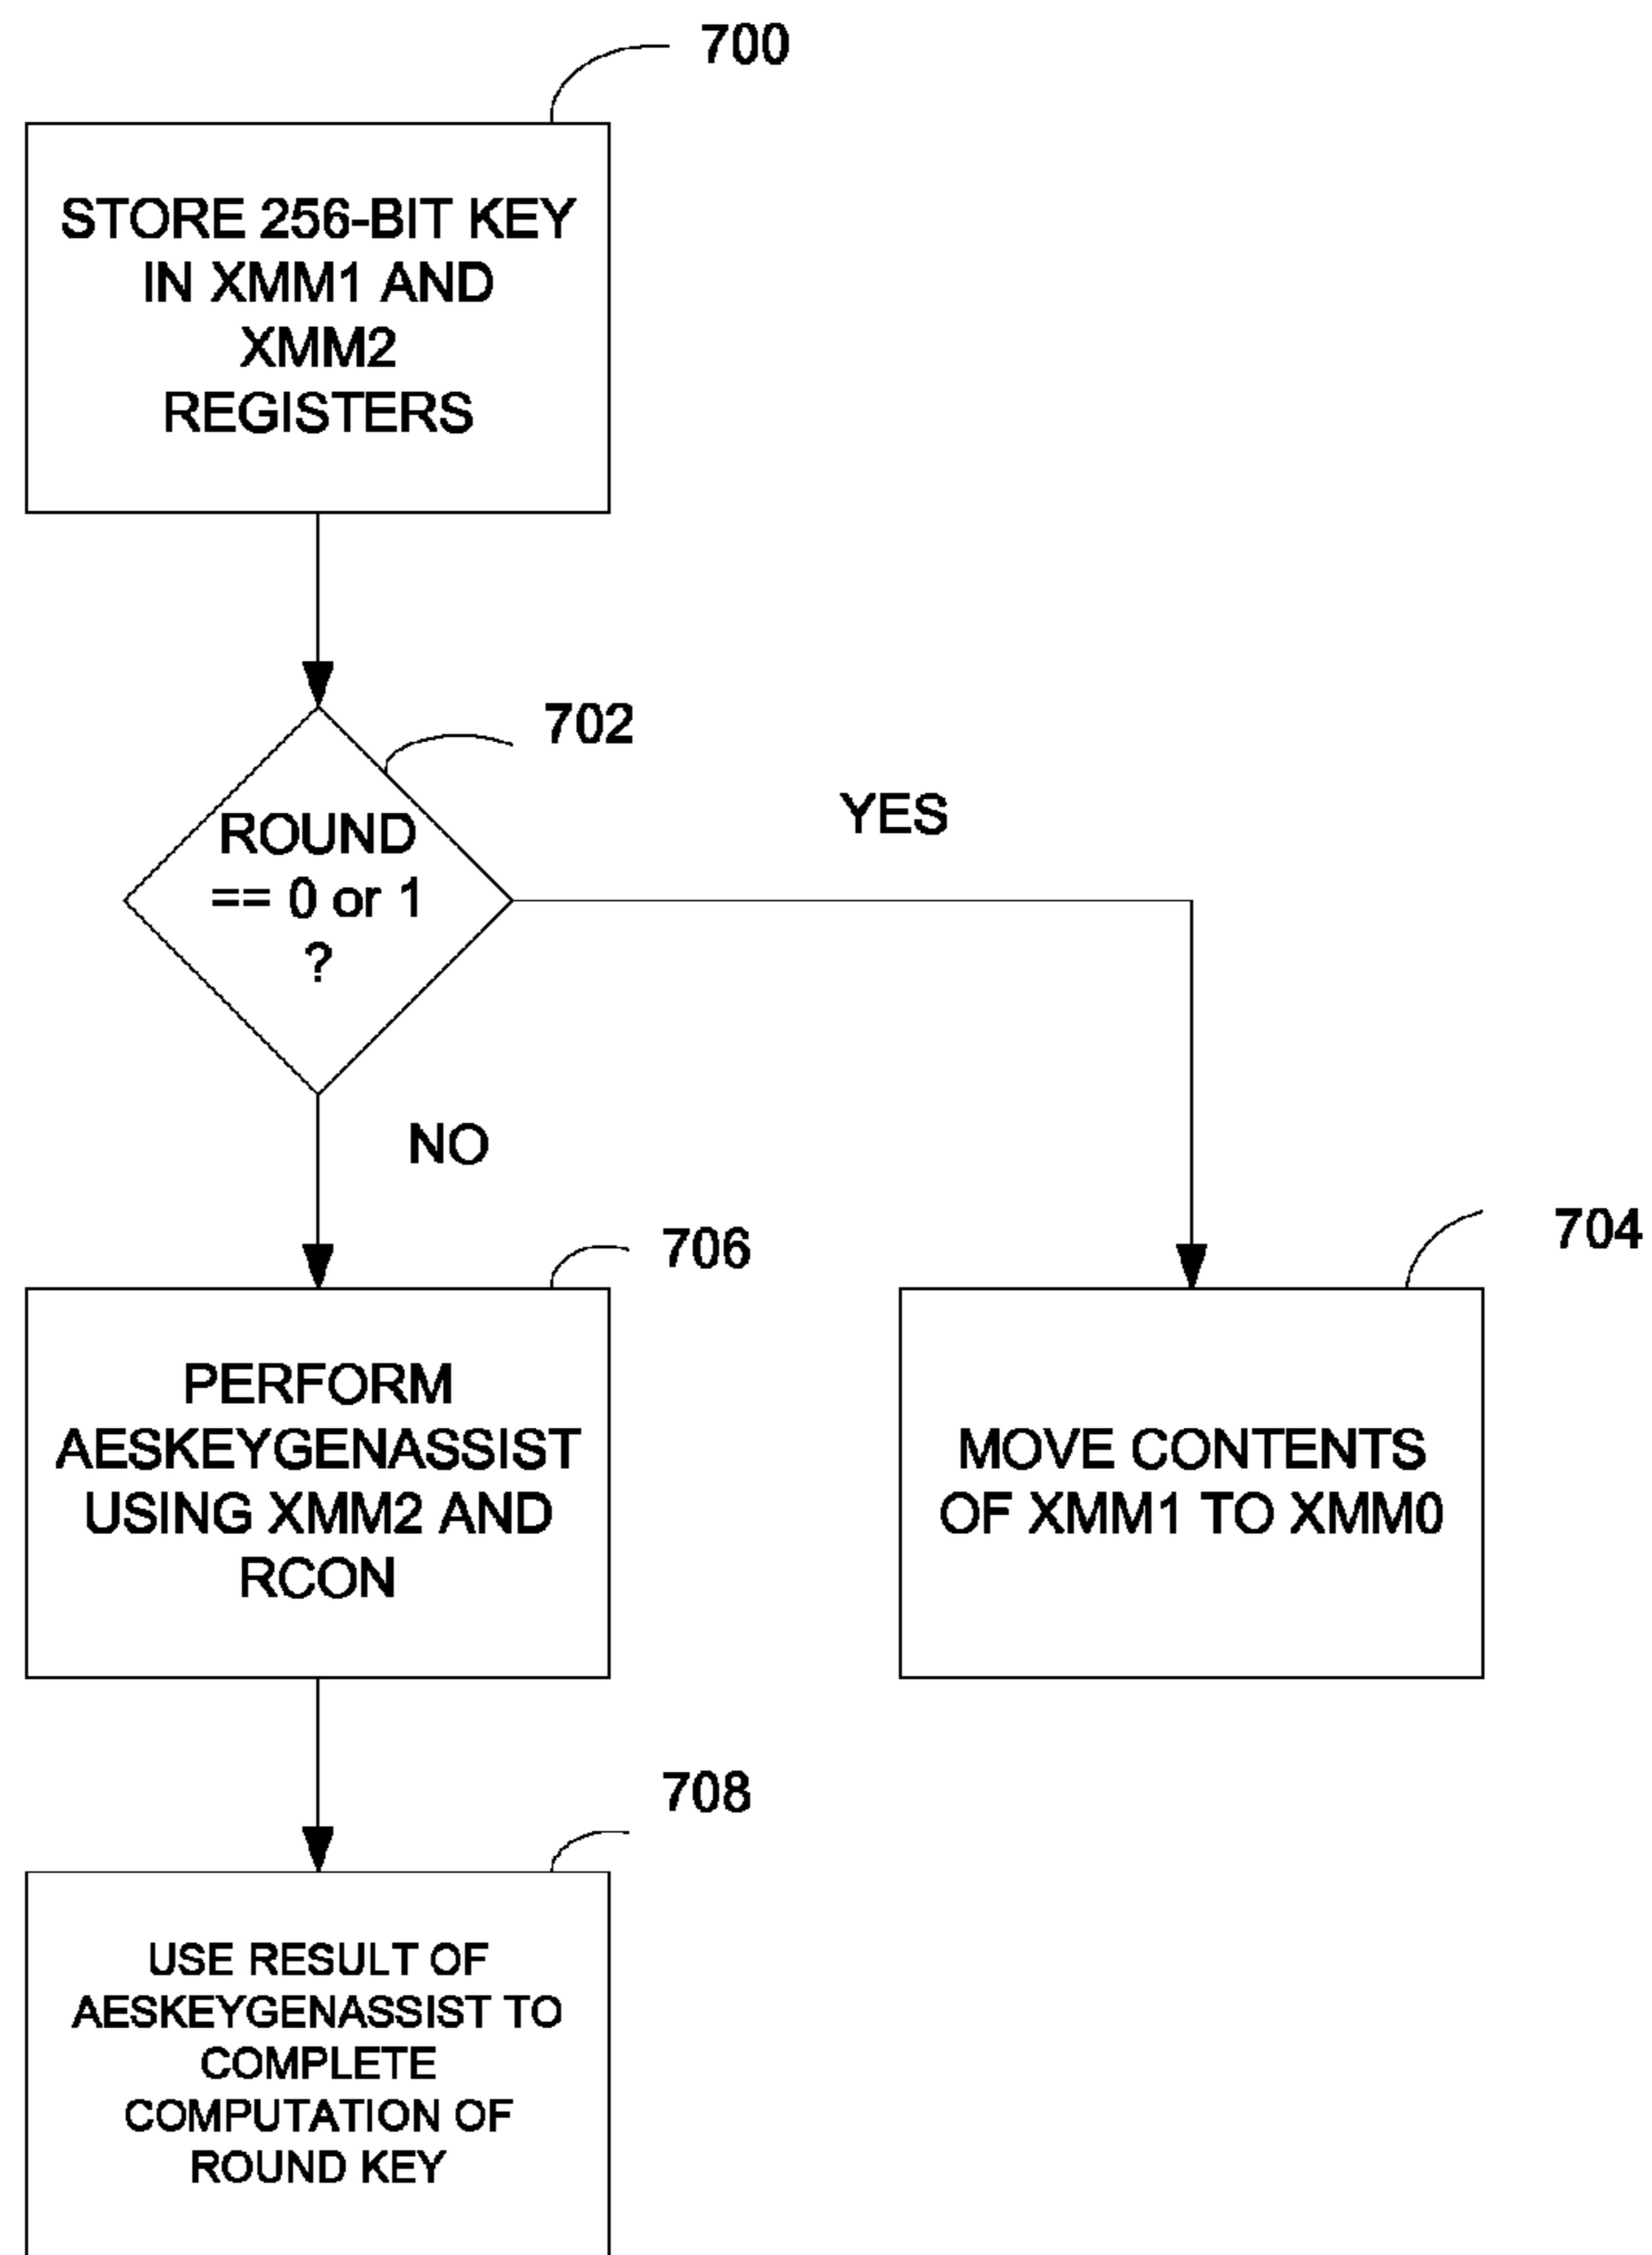 700
STORE 256-BIT KEY
IN XMM1 AND
XMM2
REGISTERS
702
ROUND
== 0 or 1
?
YES
NO
706
PERFORM
AESKEYGENASSIST
USING XMM2 AND
RCON
704
MOVE CONTENTS
OF XMM1 TO XMM0
708
USE RESULT OF
AESKEYGENASSIST TO
COMPLETE
COMPUTATION OF
ROUND KEY